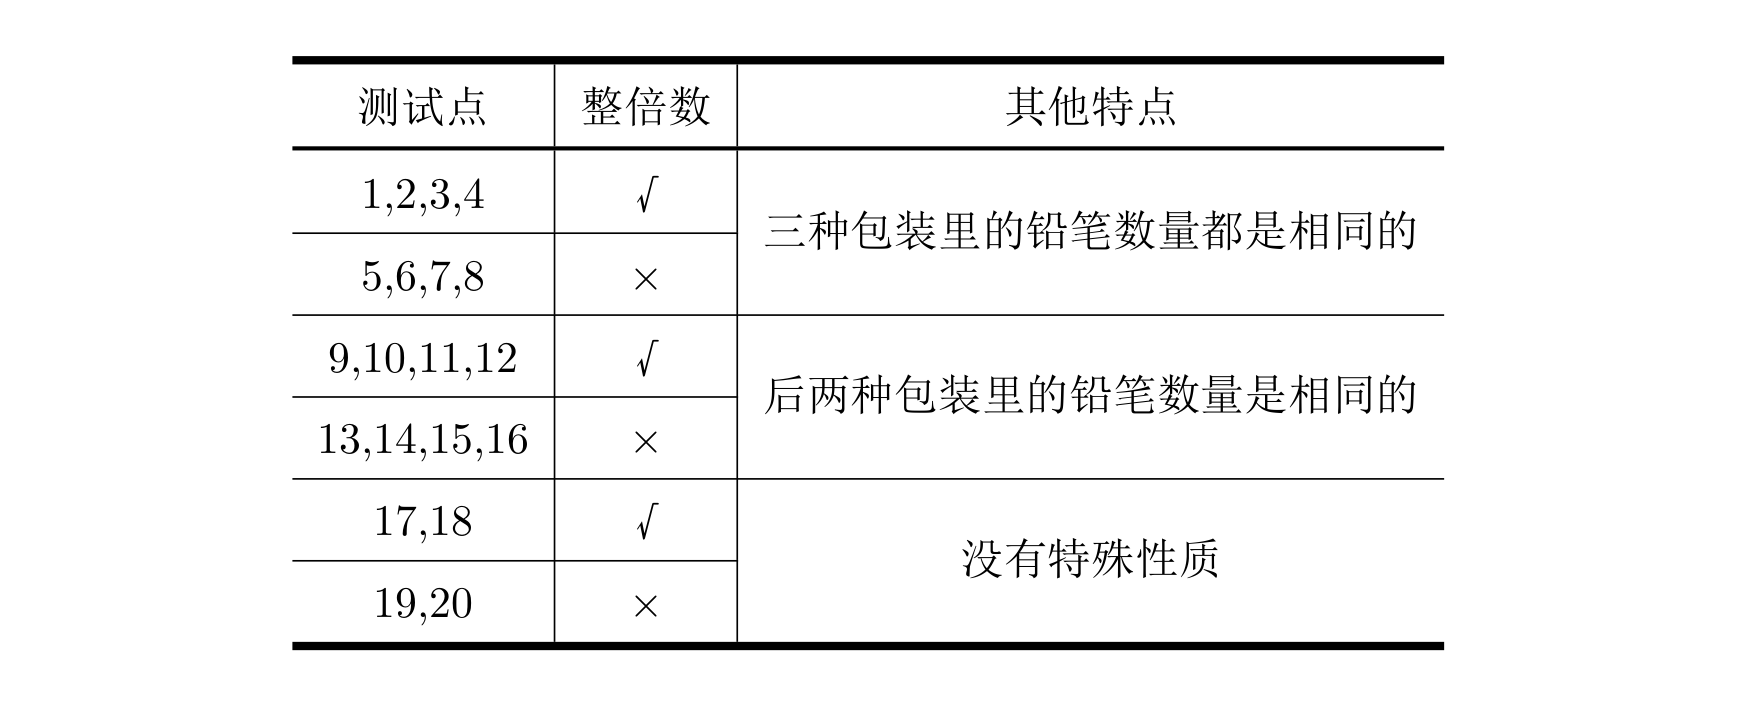 测试点 整倍数 其他特点
1,2,3,4 √
三种包装里的铅笔数量都是相同的
5,6,7,8 ×
9,10,11,12 √
后两种包装里的铅笔数量是相同的
13,14,15,16 ×
17,18 √
没有特殊性质
19,20 ×